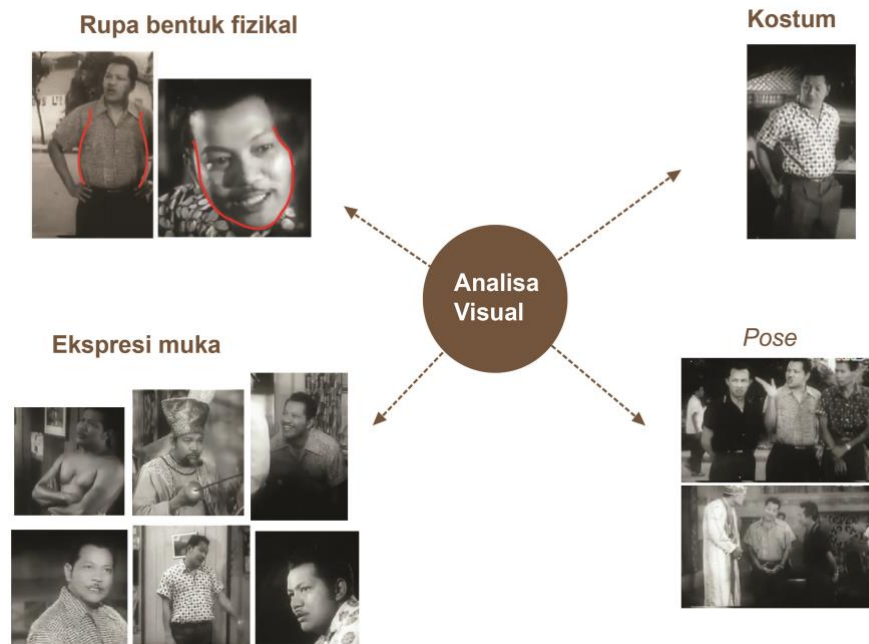 Rupa bentuk fizikal
Kostum
Analisa
Visual
Ekspresi muka
Pose